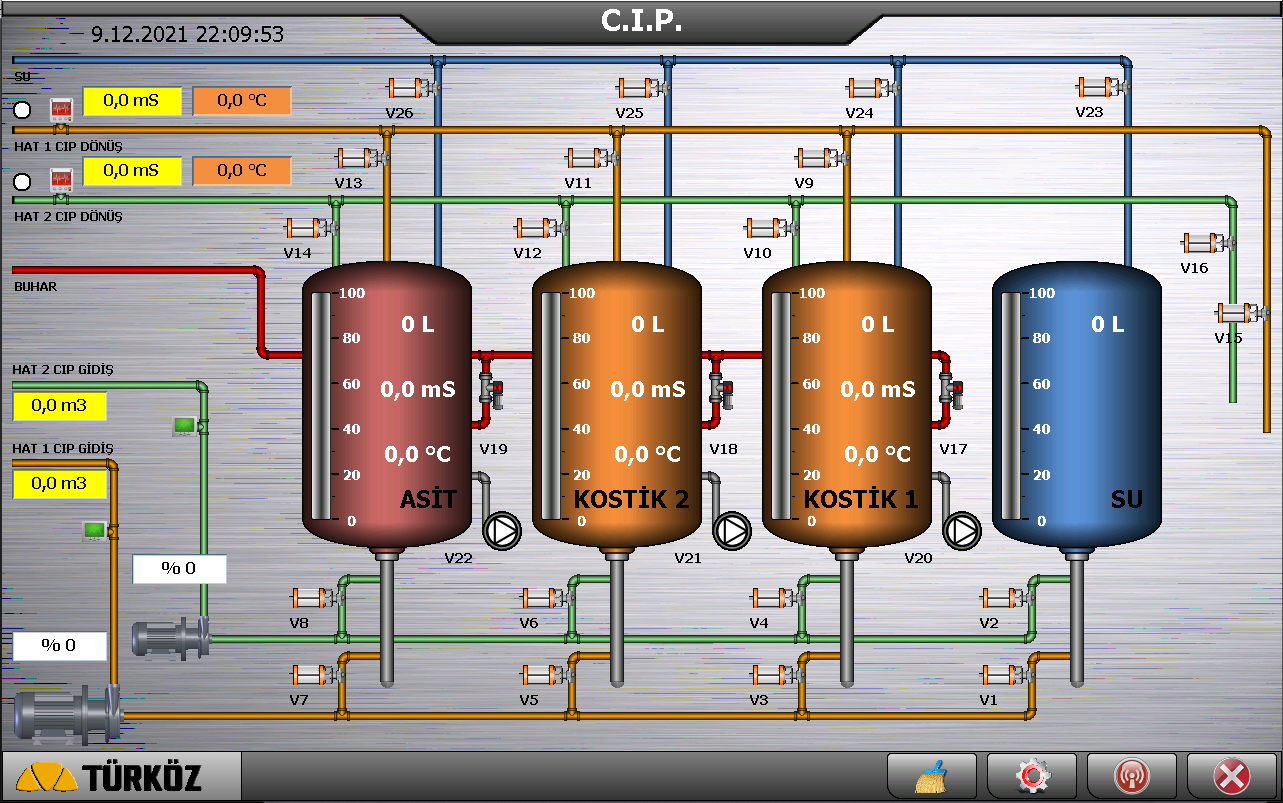 C.I.P.
9.12.2021 22:09:53
SU
0,0 mS
0,0 °C
V26
V25
V24
V23
HAT 1 CIP DÖNÜŞ
0,0 mS
0,0 °C
V13
V11
V9
HAT 2 CIP DÖNÜŞ
V14
V12
V10
V16
BUHAR
100
80
60
40
20
0
0 L
0,0 mS
0,0 °C
ASİT
100
80
60
40
20
0
0 L
0,0 mS
0,0 °C
KOSTİK 2
100
80
60
40
20
0
0 L
0,0 mS
0,0 °C
KOSTİK 1
100
80
60
40
20
0
0 L
SU
V15
HAT 2 CIP GİDİŞ
0,0 m3
HAT 1 CIP GİDİŞ
0,0 m3
V19
V18
V17
V22
V21
V20
% 0
V8
V6
V4
V2
% 0
V7
V5
V3
V1
TÜRKÖZ